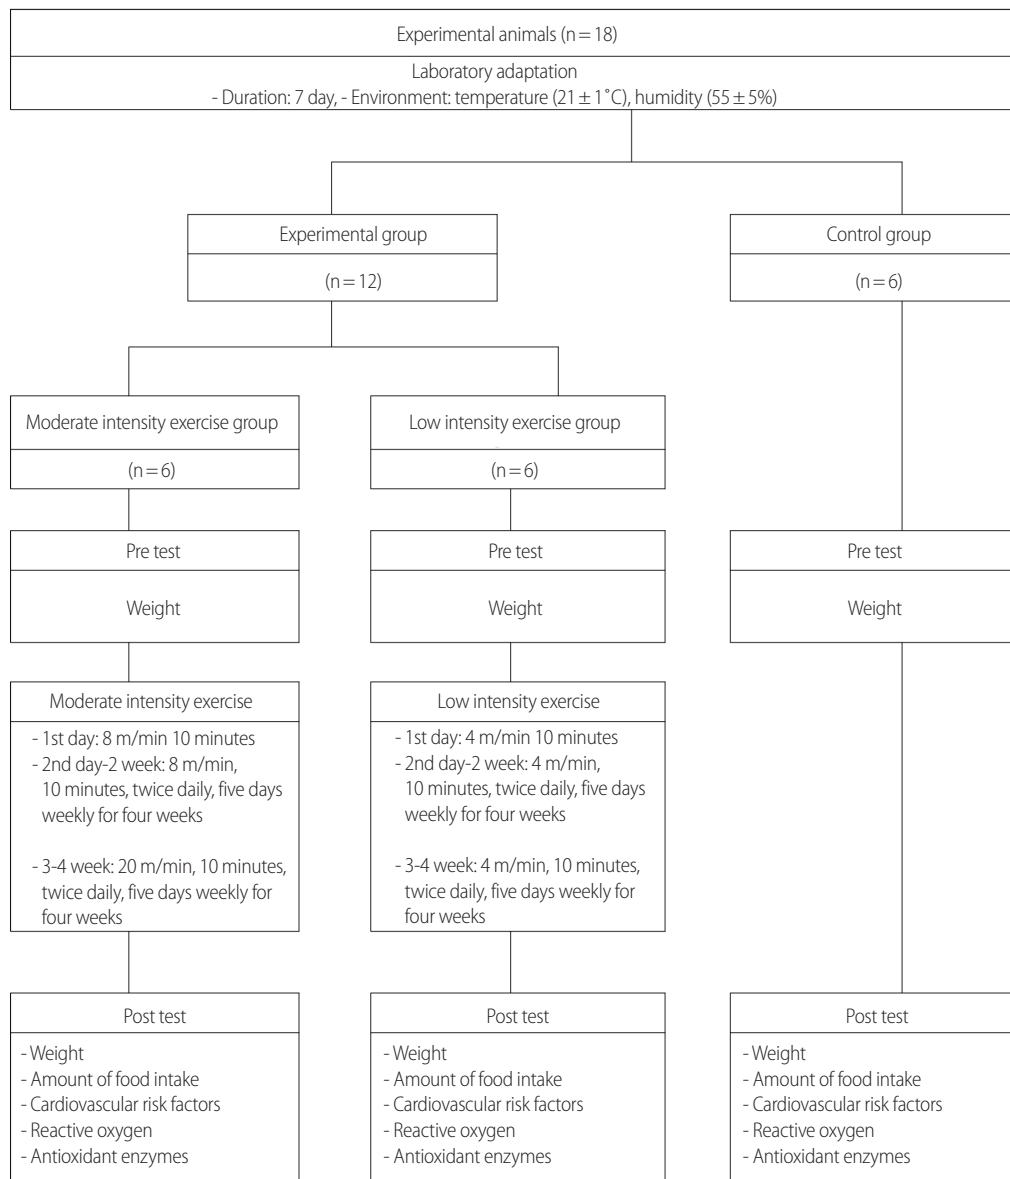 Experimental animals (n=18)
Laboratory adaptation
- Duration: 7 day, - Environment: temperature (21±1˚C), humidity (55±5%)
Experimental group
(n=12)
Control group
(n=6)
Moderate intensity exercise group
(n=6)
Low intensity exercise group
(n=6)
Pre test
Weight
Pre test
Weight
Pre test
Weight
Moderate intensity exercise
- 1st day: 8 m/min 10 minutes
- 2nd day-2 week: 8 m/min,
10 minutes, twice daily, five days
weekly for four weeks
- 3-4 week: 20 m/min, 10 minutes,
twice daily, five days weekly for
four weeks
Low intensity exercise
- 1st day: 4 m/min 10 minutes
- 2nd day-2 week: 4 m/min,
10 minutes, twice daily, five days
weekly for four weeks
- 3-4 week: 4 m/min, 10 minutes,
twice daily, five days weekly for
four weeks
Post test
- Weight
- Amount of food intake
- Cardiovascular risk factors
- Reactive oxygen
- Antioxidant enzymes
Post test
- Weight
- Amount of food intake
- Cardiovascular risk factors
- Reactive oxygen
- Antioxidant enzymes
Post test
- Weight
- Amount of food intake
- Cardiovascular risk factors
- Reactive oxygen
- Antioxidant enzymes